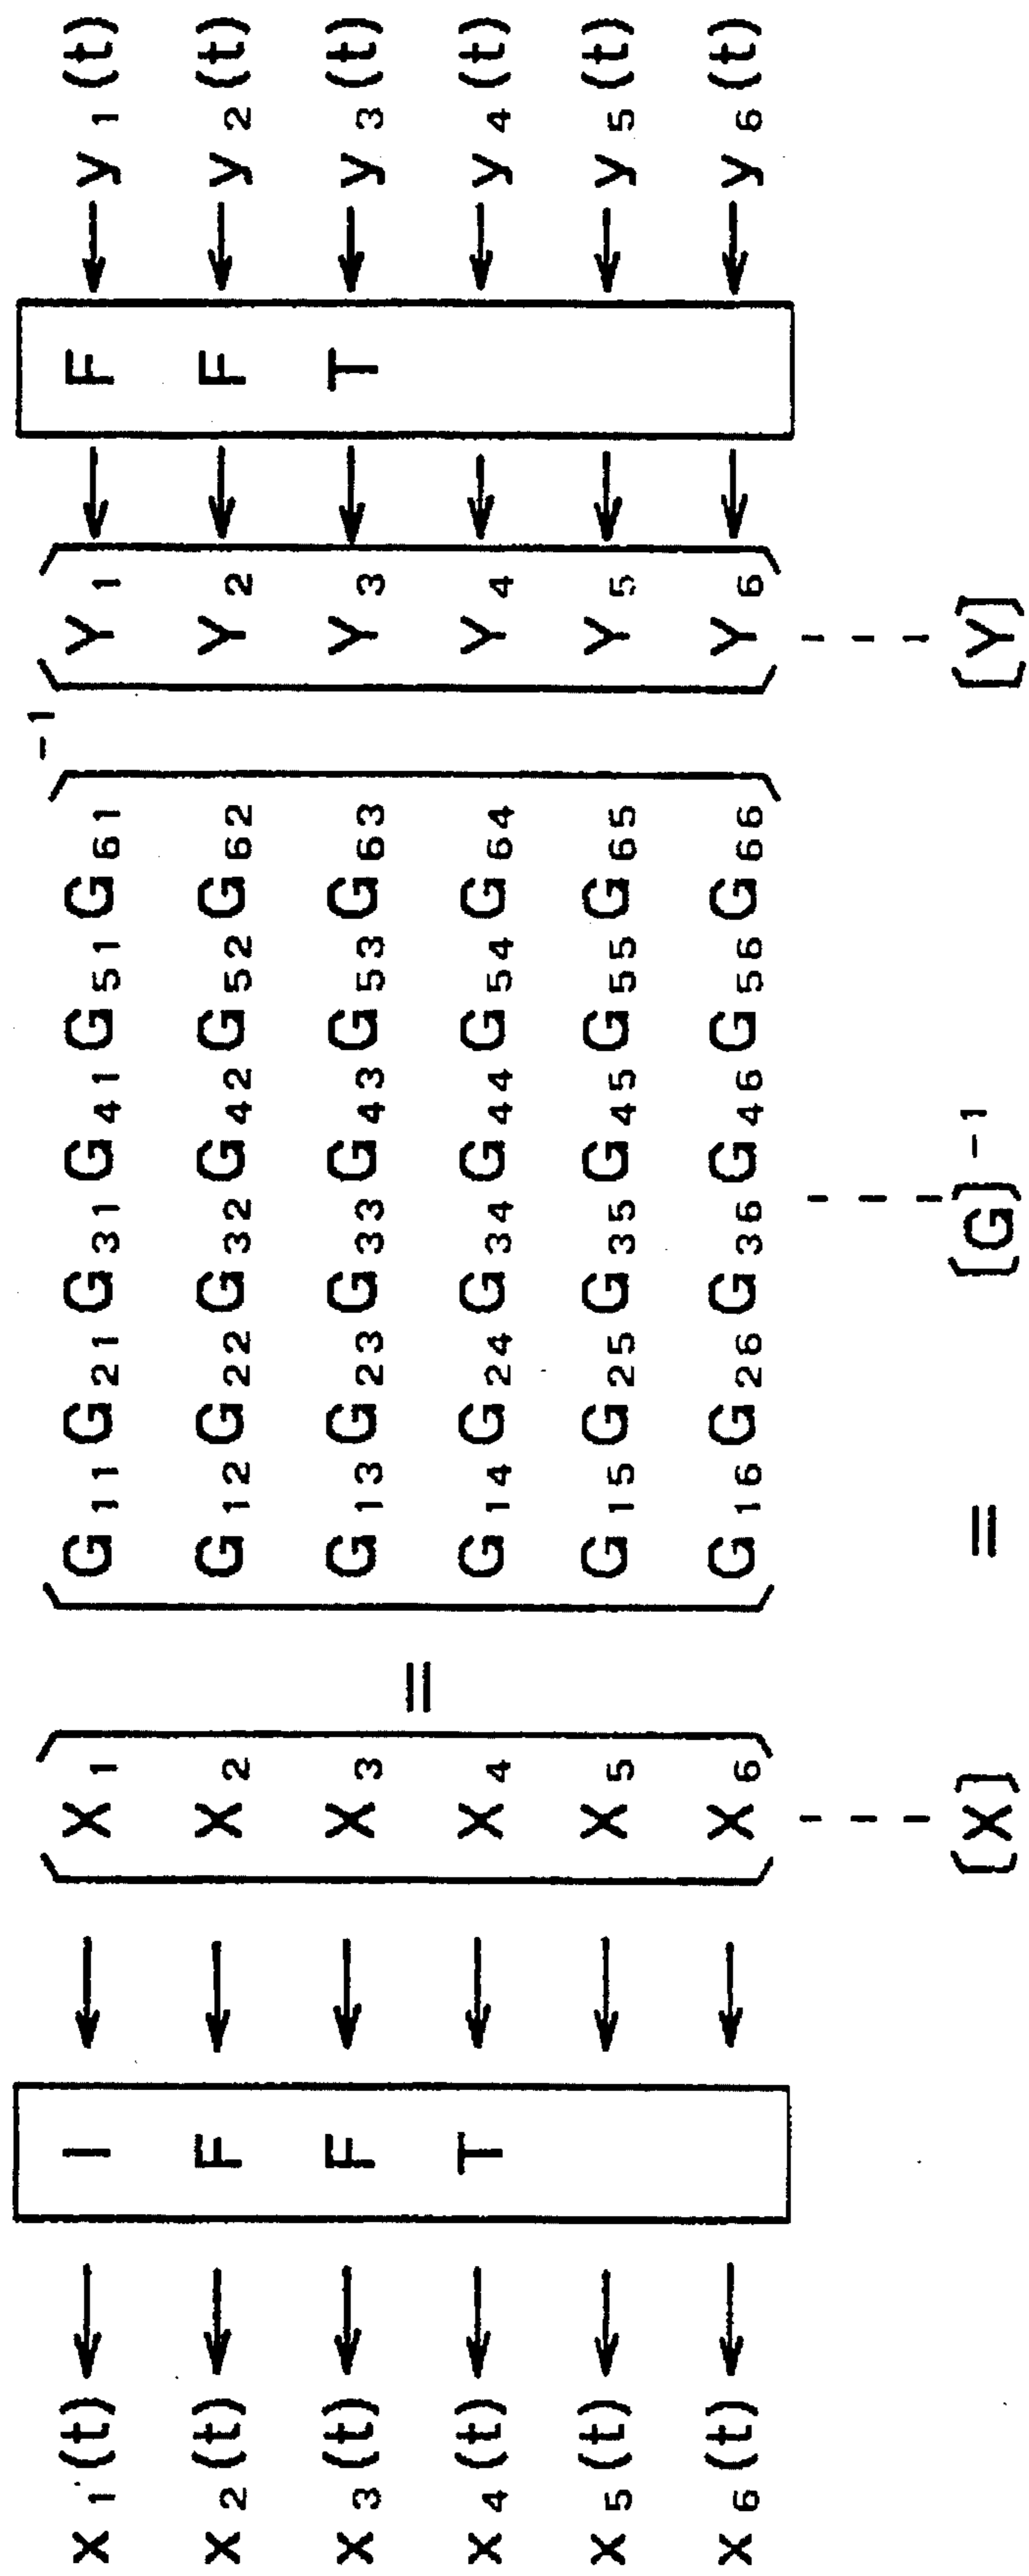 -1
x1(t) I X1 G11 G21 G31 G41 G51 G61 Y1 F y1(t)
x2(t) F X2 G12 G22 G32 G42 G52 G62 Y2 F y2(t)
x3(t) F X3 = G13 G23 G33 G43 G53 G63 Y3 T y3(t)
x4(t) T X4 G14 G24 G34 G44 G54 G64 Y4 y4(t)
x5(t) X5 G15 G25 G35 G45 G55 G65 Y5 y5(t)
x6(t) X6 G16 G26 G36 G46 G56 G66 Y6 y6(t)
[X] = [G]-1 [Y]